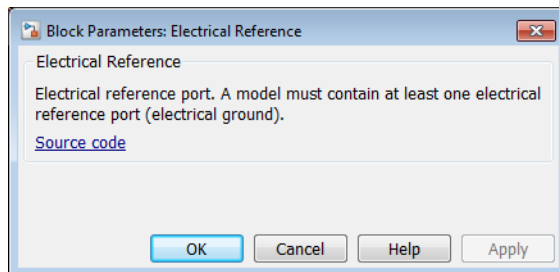 Block Parameters: Electrical Reference
Electrical Reference
Electrical reference port. A model must contain at least one electrical
reference port (electrical ground).
Source code
OK Cancel Help Apply